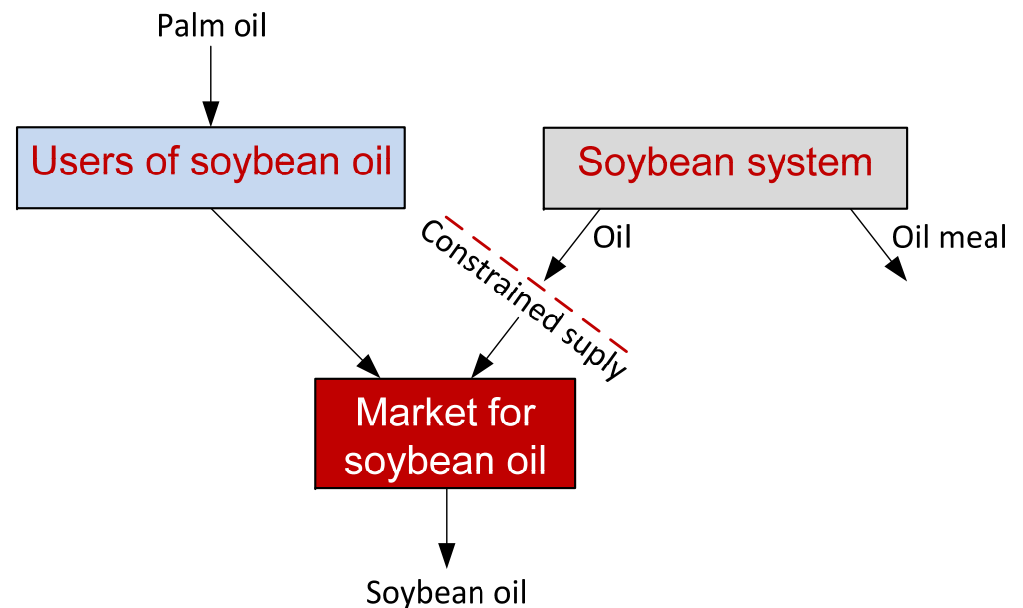 Palm oil
Users of soybean oil
Soybean system
Oil
Oil meal
Constrained suply
Market for
soybean oil
Soybean oil